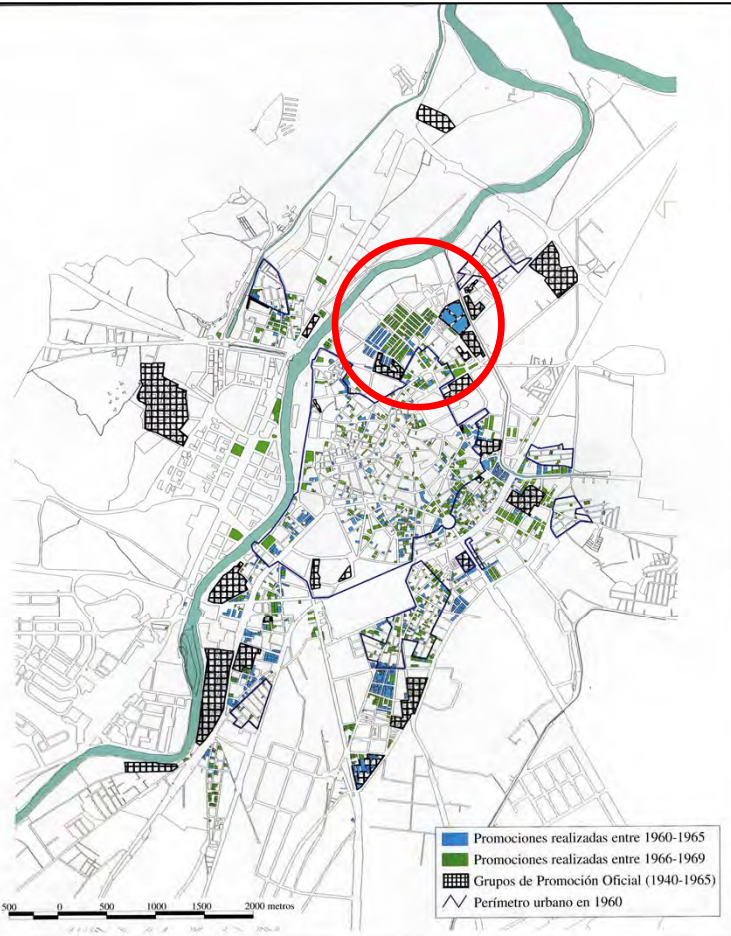 Promociones realizadas entre 1960-1965
Promociones realizadas entre 1966-1969
Grupos de Promoción Oficial (1940-1965)
Perímetro urbano en 1960
500 0 500 1000 1500 2000 metros